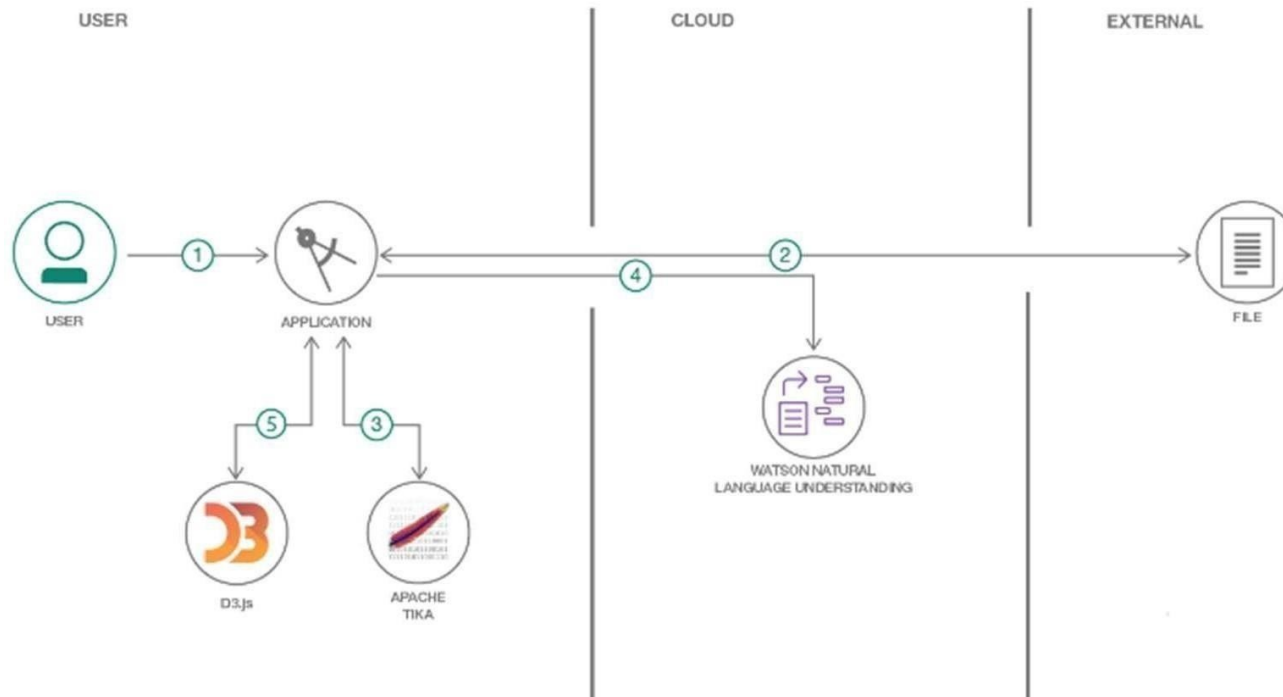 USER
CLOUD
EXTERNAL
1
2
4
USER
APPLICATION
FILE
5
3
WATSON NATURAL
LANGUAGE UNDERSTANDING
D3.js
APACHE
TIKA